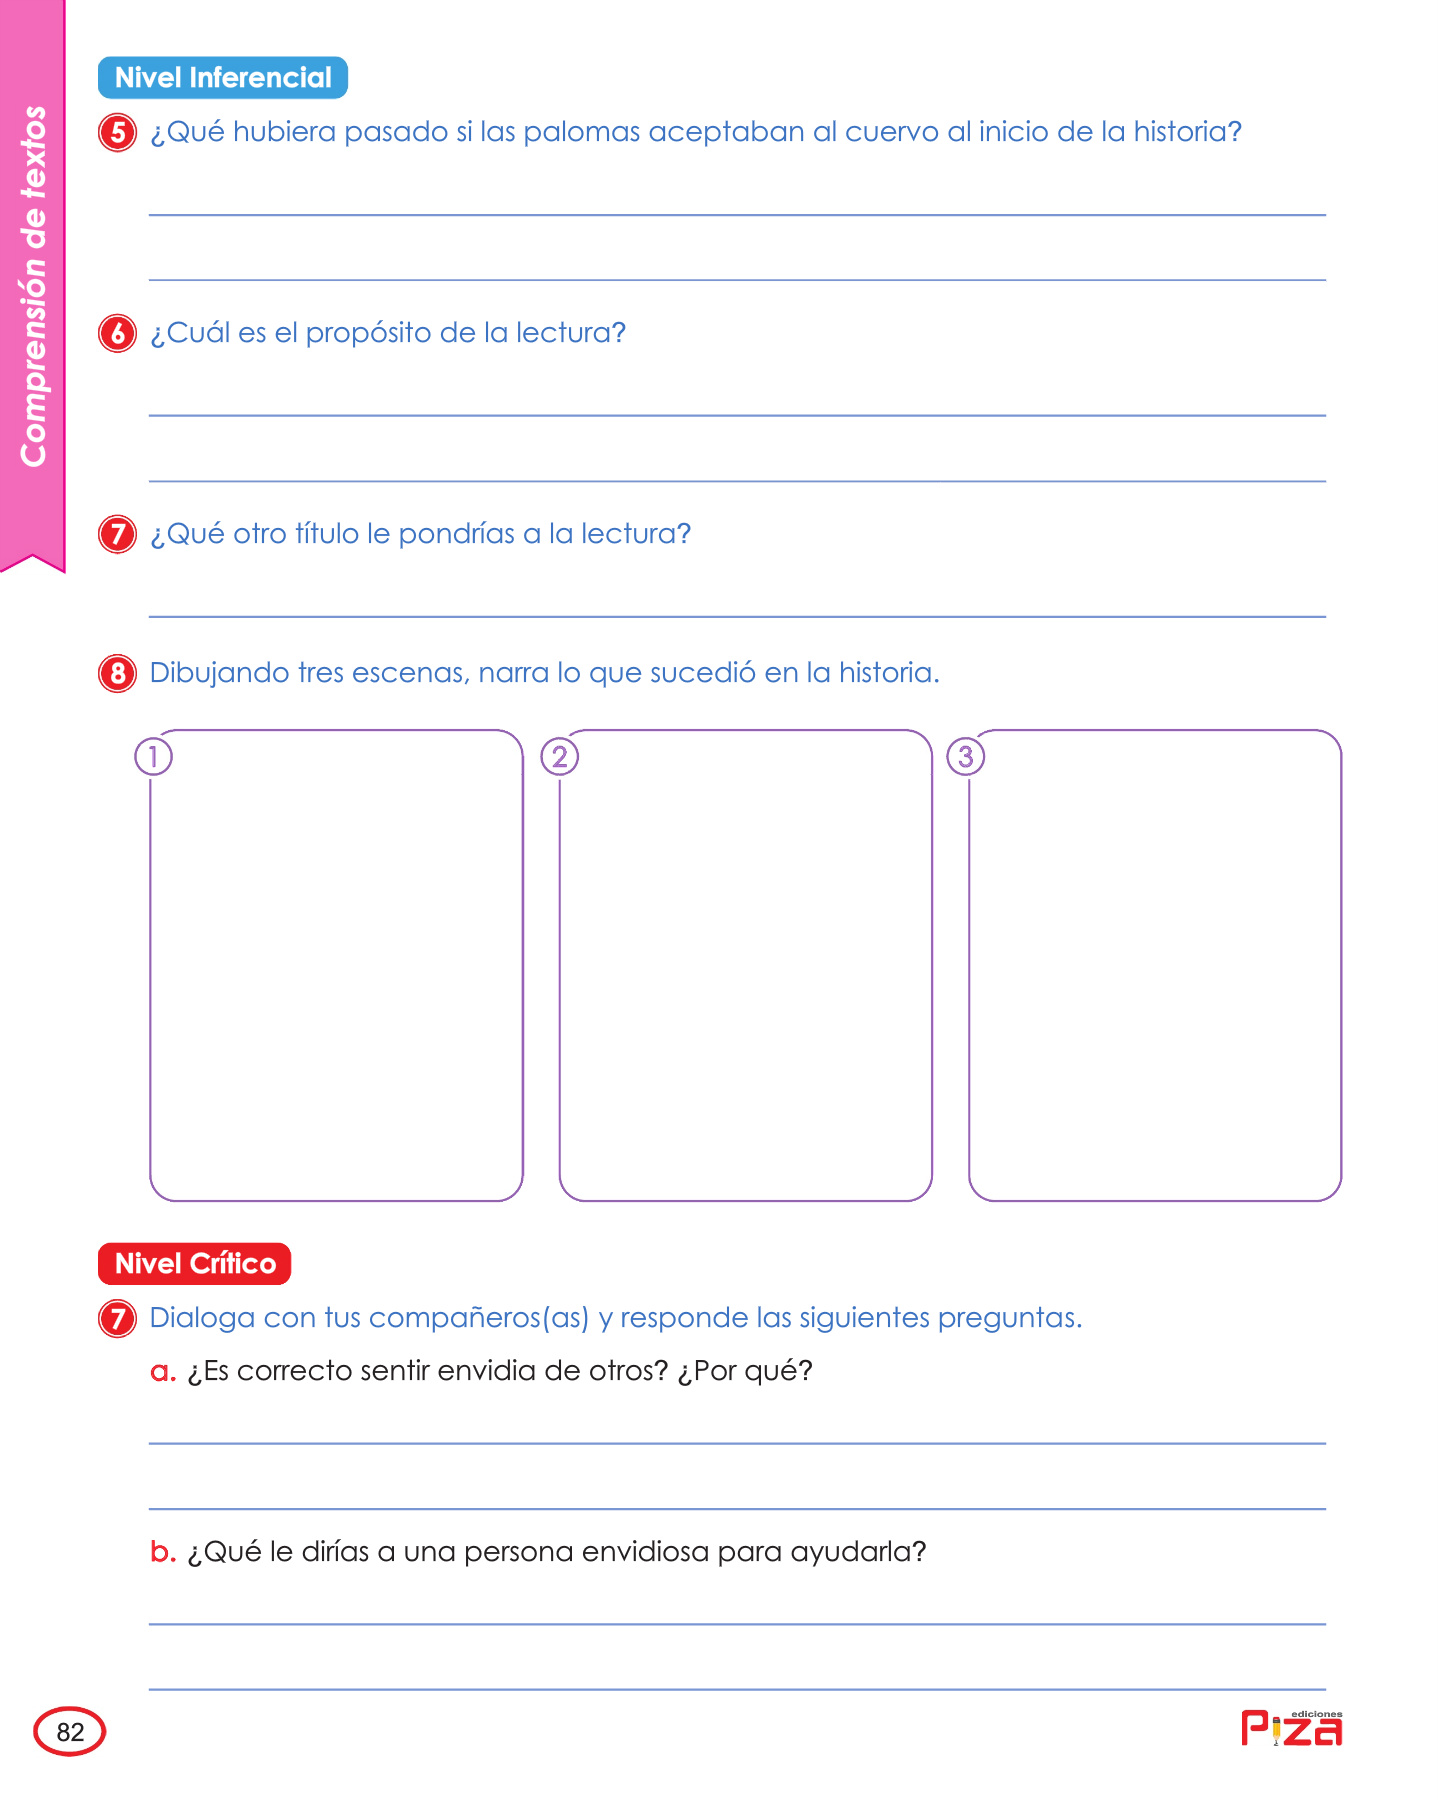 Comprensión de textos
Nivel Inferencial
5 ¿Qué hubiera pasado si las palomas aceptaban al cuervo al inicio de la historia?
6 ¿Cuál es el propósito de la lectura?
7 ¿Qué otro título le pondrías a la lectura?
8 Dibujando tres escenas, narra lo que sucedió en la historia.
1 2 3
Nivel Crítico
7 Dialoga con tus compañeros(as) y responde las siguientes preguntas.
a. ¿Es correcto sentir envidia de otros? ¿Por qué?
b. ¿Qué le dirías a una persona envidiosa para ayudarla?
82
ediciones
Piza